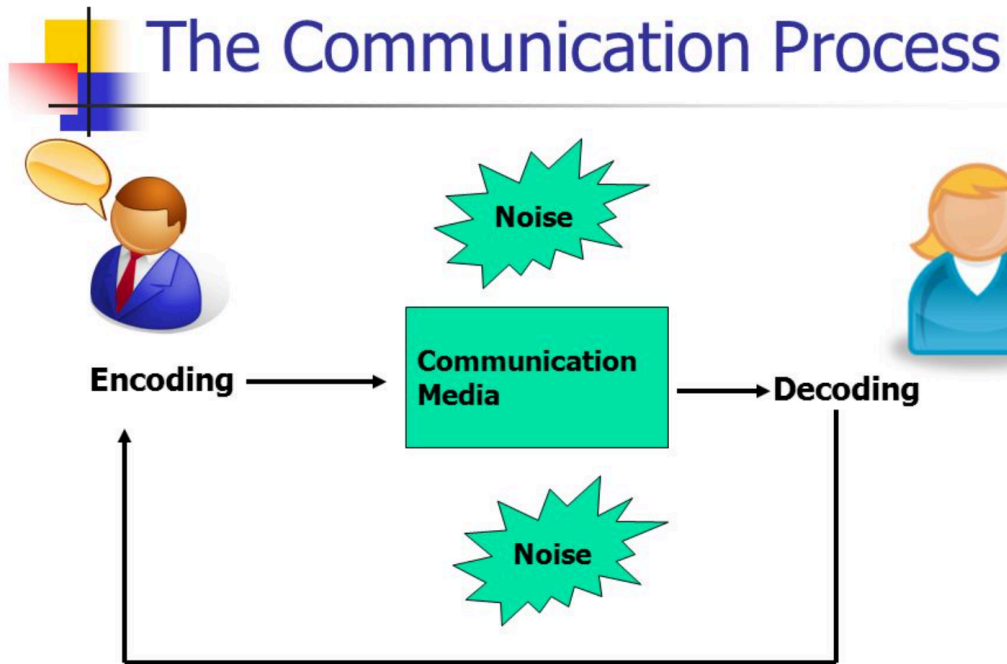 The Communication Process
Noise
Communication
Media
Encoding
Decoding
Noise